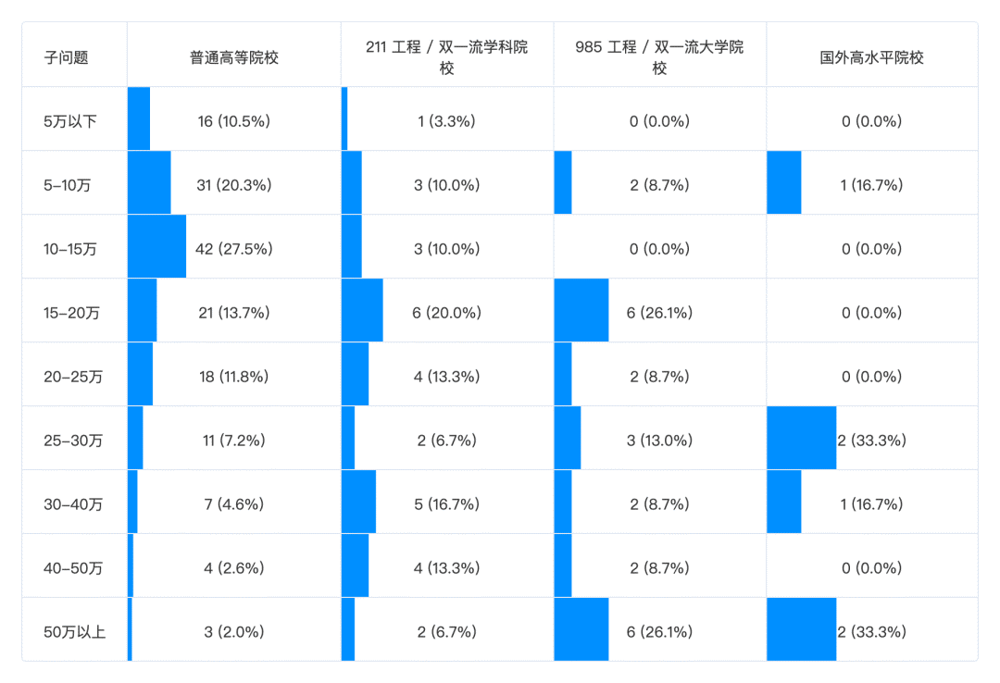 子问题 普通高等院校 211 工程 / 双一流学科院校 985 工程 / 双一流大学院校 国外高水平院校
5万以下 16 (10.5%) 1 (3.3%) 0 (0.0%) 0 (0.0%)
5-10万 31 (20.3%) 3 (10.0%) 2 (8.7%) 1 (16.7%)
10-15万 42 (27.5%) 3 (10.0%) 0 (0.0%) 0 (0.0%)
15-20万 21 (13.7%) 6 (20.0%) 6 (26.1%) 0 (0.0%)
20-25万 18 (11.8%) 4 (13.3%) 2 (8.7%) 0 (0.0%)
25-30万 11 (7.2%) 2 (6.7%) 3 (13.0%) 2 (33.3%)
30-40万 7 (4.6%) 5 (16.7%) 2 (8.7%) 1 (16.7%)
40-50万 4 (2.6%) 4 (13.3%) 2 (8.7%) 0 (0.0%)
50万以上 3 (2.0%) 2 (6.7%) 6 (26.1%) 2 (33.3%)